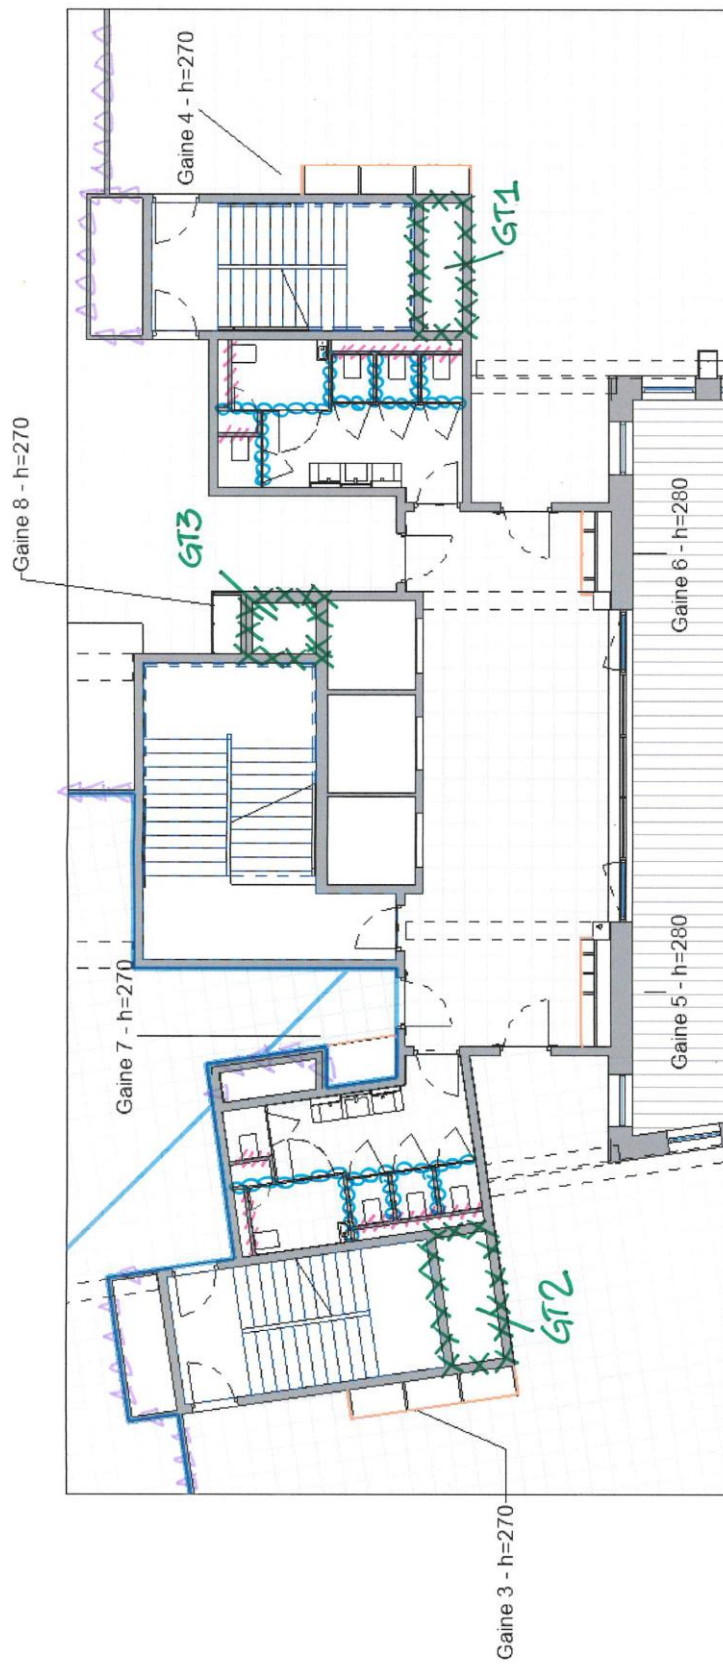 Gaine 4 - h=270
GT1
Gaine 8 - h=270
GT3
Gaine 6 - h=280
Gaine 7 - h=270
Gaine 5 - h=280
GT2
Gaine 3 - h=270